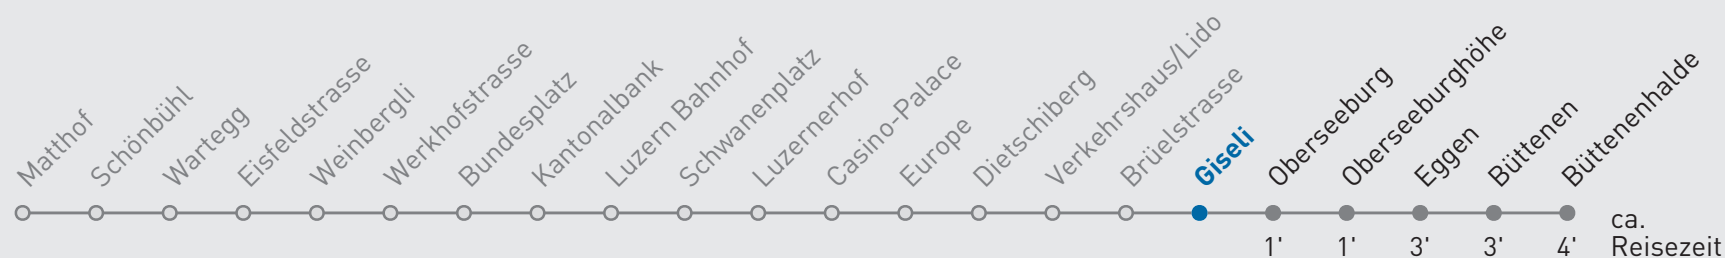 Matthof
Schönbühl
Wartegg
Eisfeldstrasse
Weinbergli
Werkhofstrasse
Bundesplatz
Kantonalbank
Luzern Bahnhof
Schwanenplatz
Luzernerhof
Casino-Palace
Europe
Dietschiberg
Verkehrshaus/Lido
Brüelstrasse
Giseli
Oberseeburg
Oberseeburghöhe
Eggen
Büttenen
Büttenenhalde
1' 1' 3' 3' 4'
ca.
Reisezeit